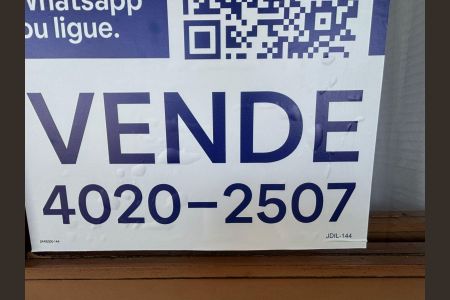 Whatsapp
ou ligue.
VENDE
4020-2507
JDIL-144